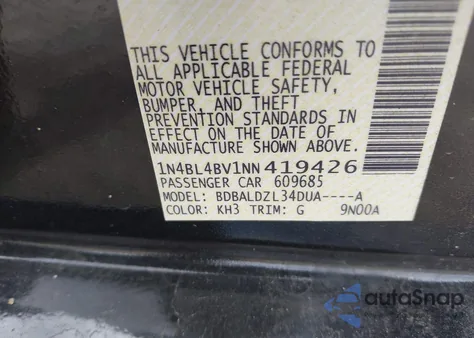 THIS VEHICLE CONFORMS TO
ALL APPLICABLE FEDERAL
MOTOR VEHICLE SAFETY,
BUMPER, AND THEFT
PREVENTION STANDARDS IN
EFFECT ON THE DATE OF
MANUFACTURE SHOWN ABOVE.
1N4BL4BV1NN419426
PASSENGER CAR 609685
MODEL: BDBALDZL34DUA----A
COLOR: KH3 TRIM: G 9N00A
autoSnap